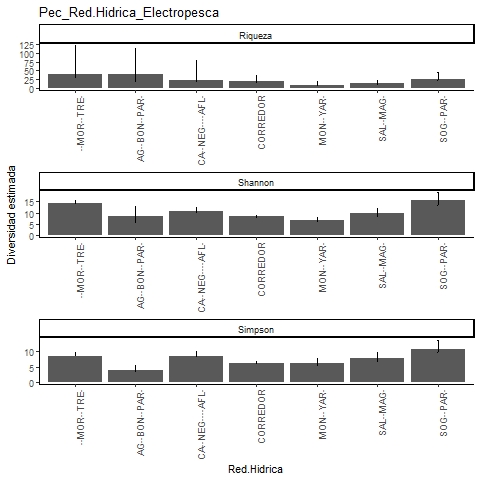 Pec_Red.Hidrica_Electropesca
Riqueza
125
100
75
50
25
0
--MOR--TRE-
AG--BON--PAR-
CA--NEG----AFL-
CORREDOR
MON--YAR-
SAL--MAG-
SOG--PAR-
Diversidad estimada
Shannon
15
10
5
0
--MOR--TRE-
AG--BON--PAR-
CA--NEG----AFL-
CORREDOR
MON--YAR-
SAL--MAG-
SOG--PAR-
Simpson
10
5
0
--MOR--TRE-
AG--BON--PAR-
CA--NEG----AFL-
CORREDOR
MON--YAR-
SAL--MAG-
SOG--PAR-
Red.Hidrica